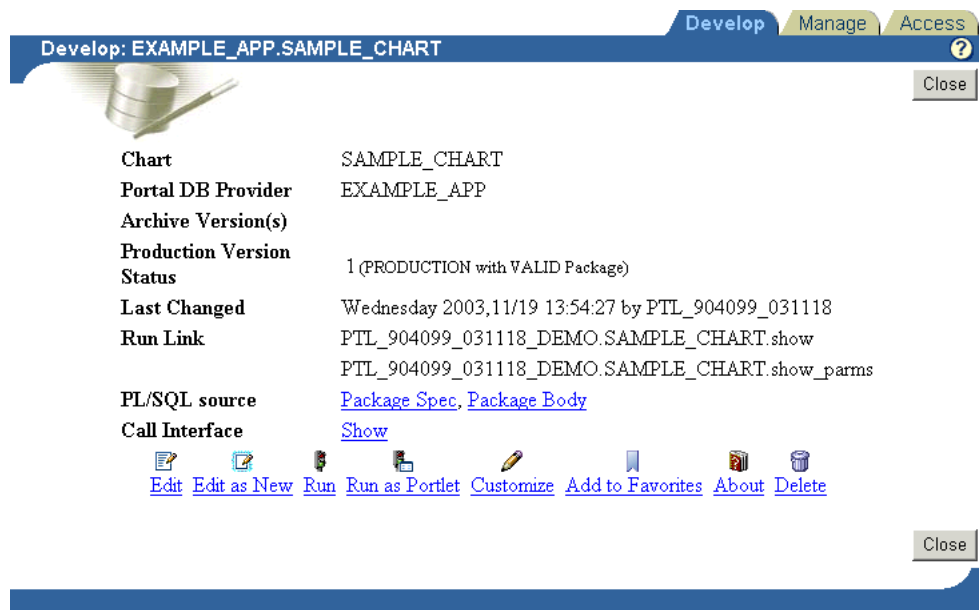 Develop Manage Access
Develop: EXAMPLE_APP.SAMPLE_CHART ?
Close
Chart SAMPLE_CHART
Portal DB Provider EXAMPLE_APP
Archive Version(s)
Production Version
Status 1 (PRODUCTION with VALID Package)
Last Changed Wednesday 2003,11/19 13:54:27 by PTL_904099_031118
Run Link PTL_904099_031118_DEMO.SAMPLE_CHART.show
PTL_904099_031118_DEMO.SAMPLE_CHART.show_parms
PL/SQL source Package Spec, Package Body
Call Interface Show
Edit Edit as New Run Run as Portlet Customize Add to Favorites About Delete
Close